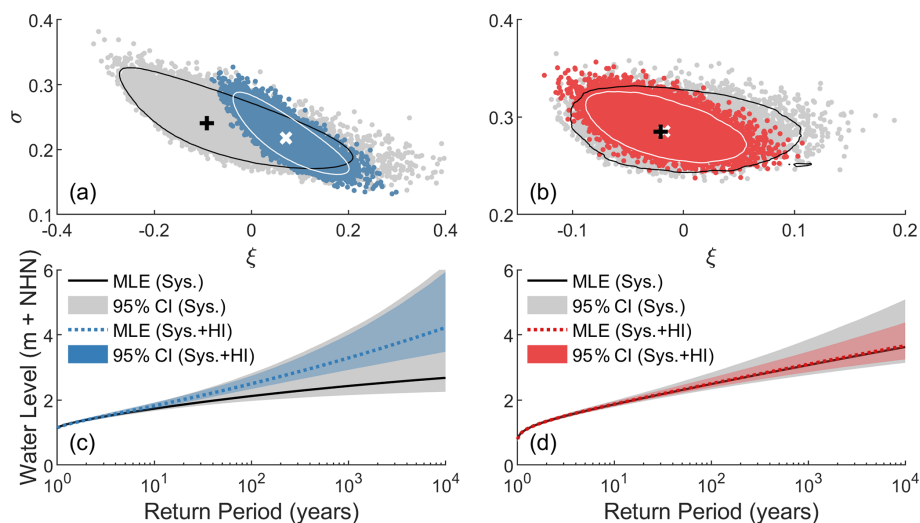 0.4
0.3
0.2
0.1
σ
(a)
-0.4 -0.2 0 0.2 0.4
ξ
0.4
0.3
0.2
(b)
-0.1 0 0.1 0.2
ξ
6
4
2
0
Water Level (m + NHN)
MLE (Sys.)
95% CI (Sys.)
MLE (Sys.+HI)
95% CI (Sys.+HI)
(c)
10⁰ 10¹ 10² 10³ 10⁴
Return Period (years)
6
4
2
0
MLE (Sys.)
95% CI (Sys.)
MLE (Sys.+HI)
95% CI (Sys.+HI)
(d)
10⁰ 10¹ 10² 10³ 10⁴
Return Period (years)